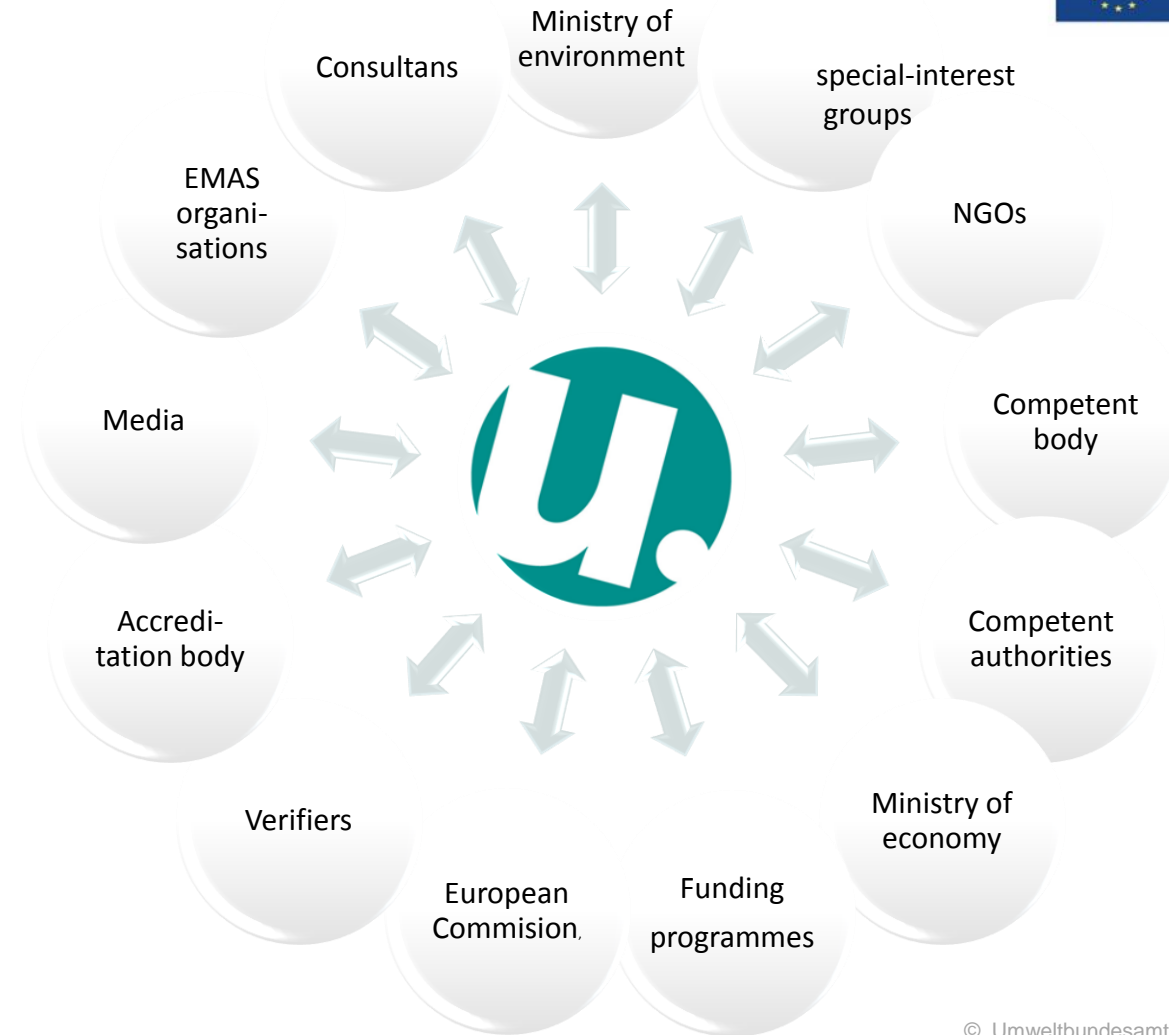 Ministry of
environment
special-interest
groups
NGOs
Competent
body
Competent
authorities
Ministry of
economy
Funding
programmes
European
Commision,
Verifiers
Accredi-
tation body
Media
EMAS
organi-
sations
Consultans
u.
© Umweltbundesamt